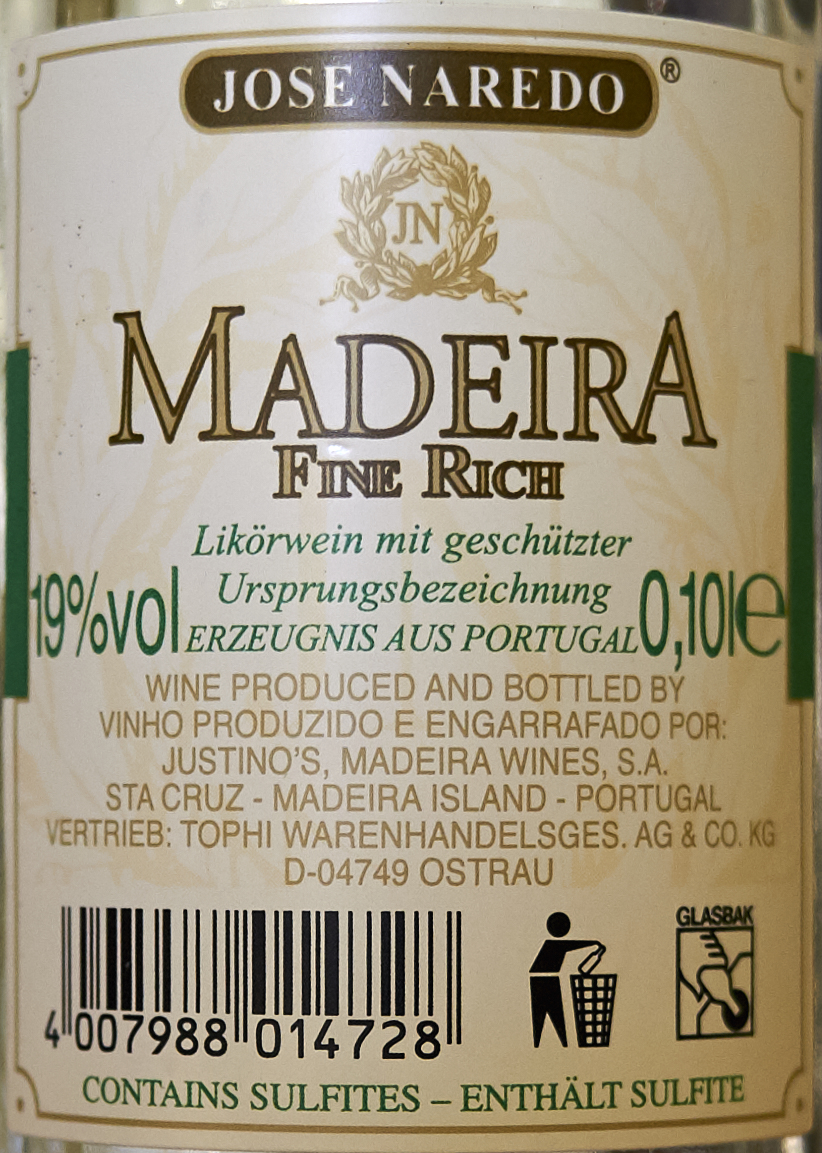 JOSE NAREDO®
JN
MADEIRA
FINE RICH
Likörwein mit geschützter
Ursprungsbezeichnung
19%vol ERZEUGNIS AUS PORTUGAL 0,10l e
WINE PRODUCED AND BOTTLED BY
VINHO PRODUZIDO E ENGARRAFADO POR:
JUSTINO'S, MADEIRA WINES, S.A.
STA CRUZ - MADEIRA ISLAND - PORTUGAL
VERTRIEB: TOPHI WARENHANDELSGES. AG & CO. KG
D-04749 OSTRAU
GLASBAK
4 007988 014728
CONTAINS SULFITES – ENTHÄLT SULFITE